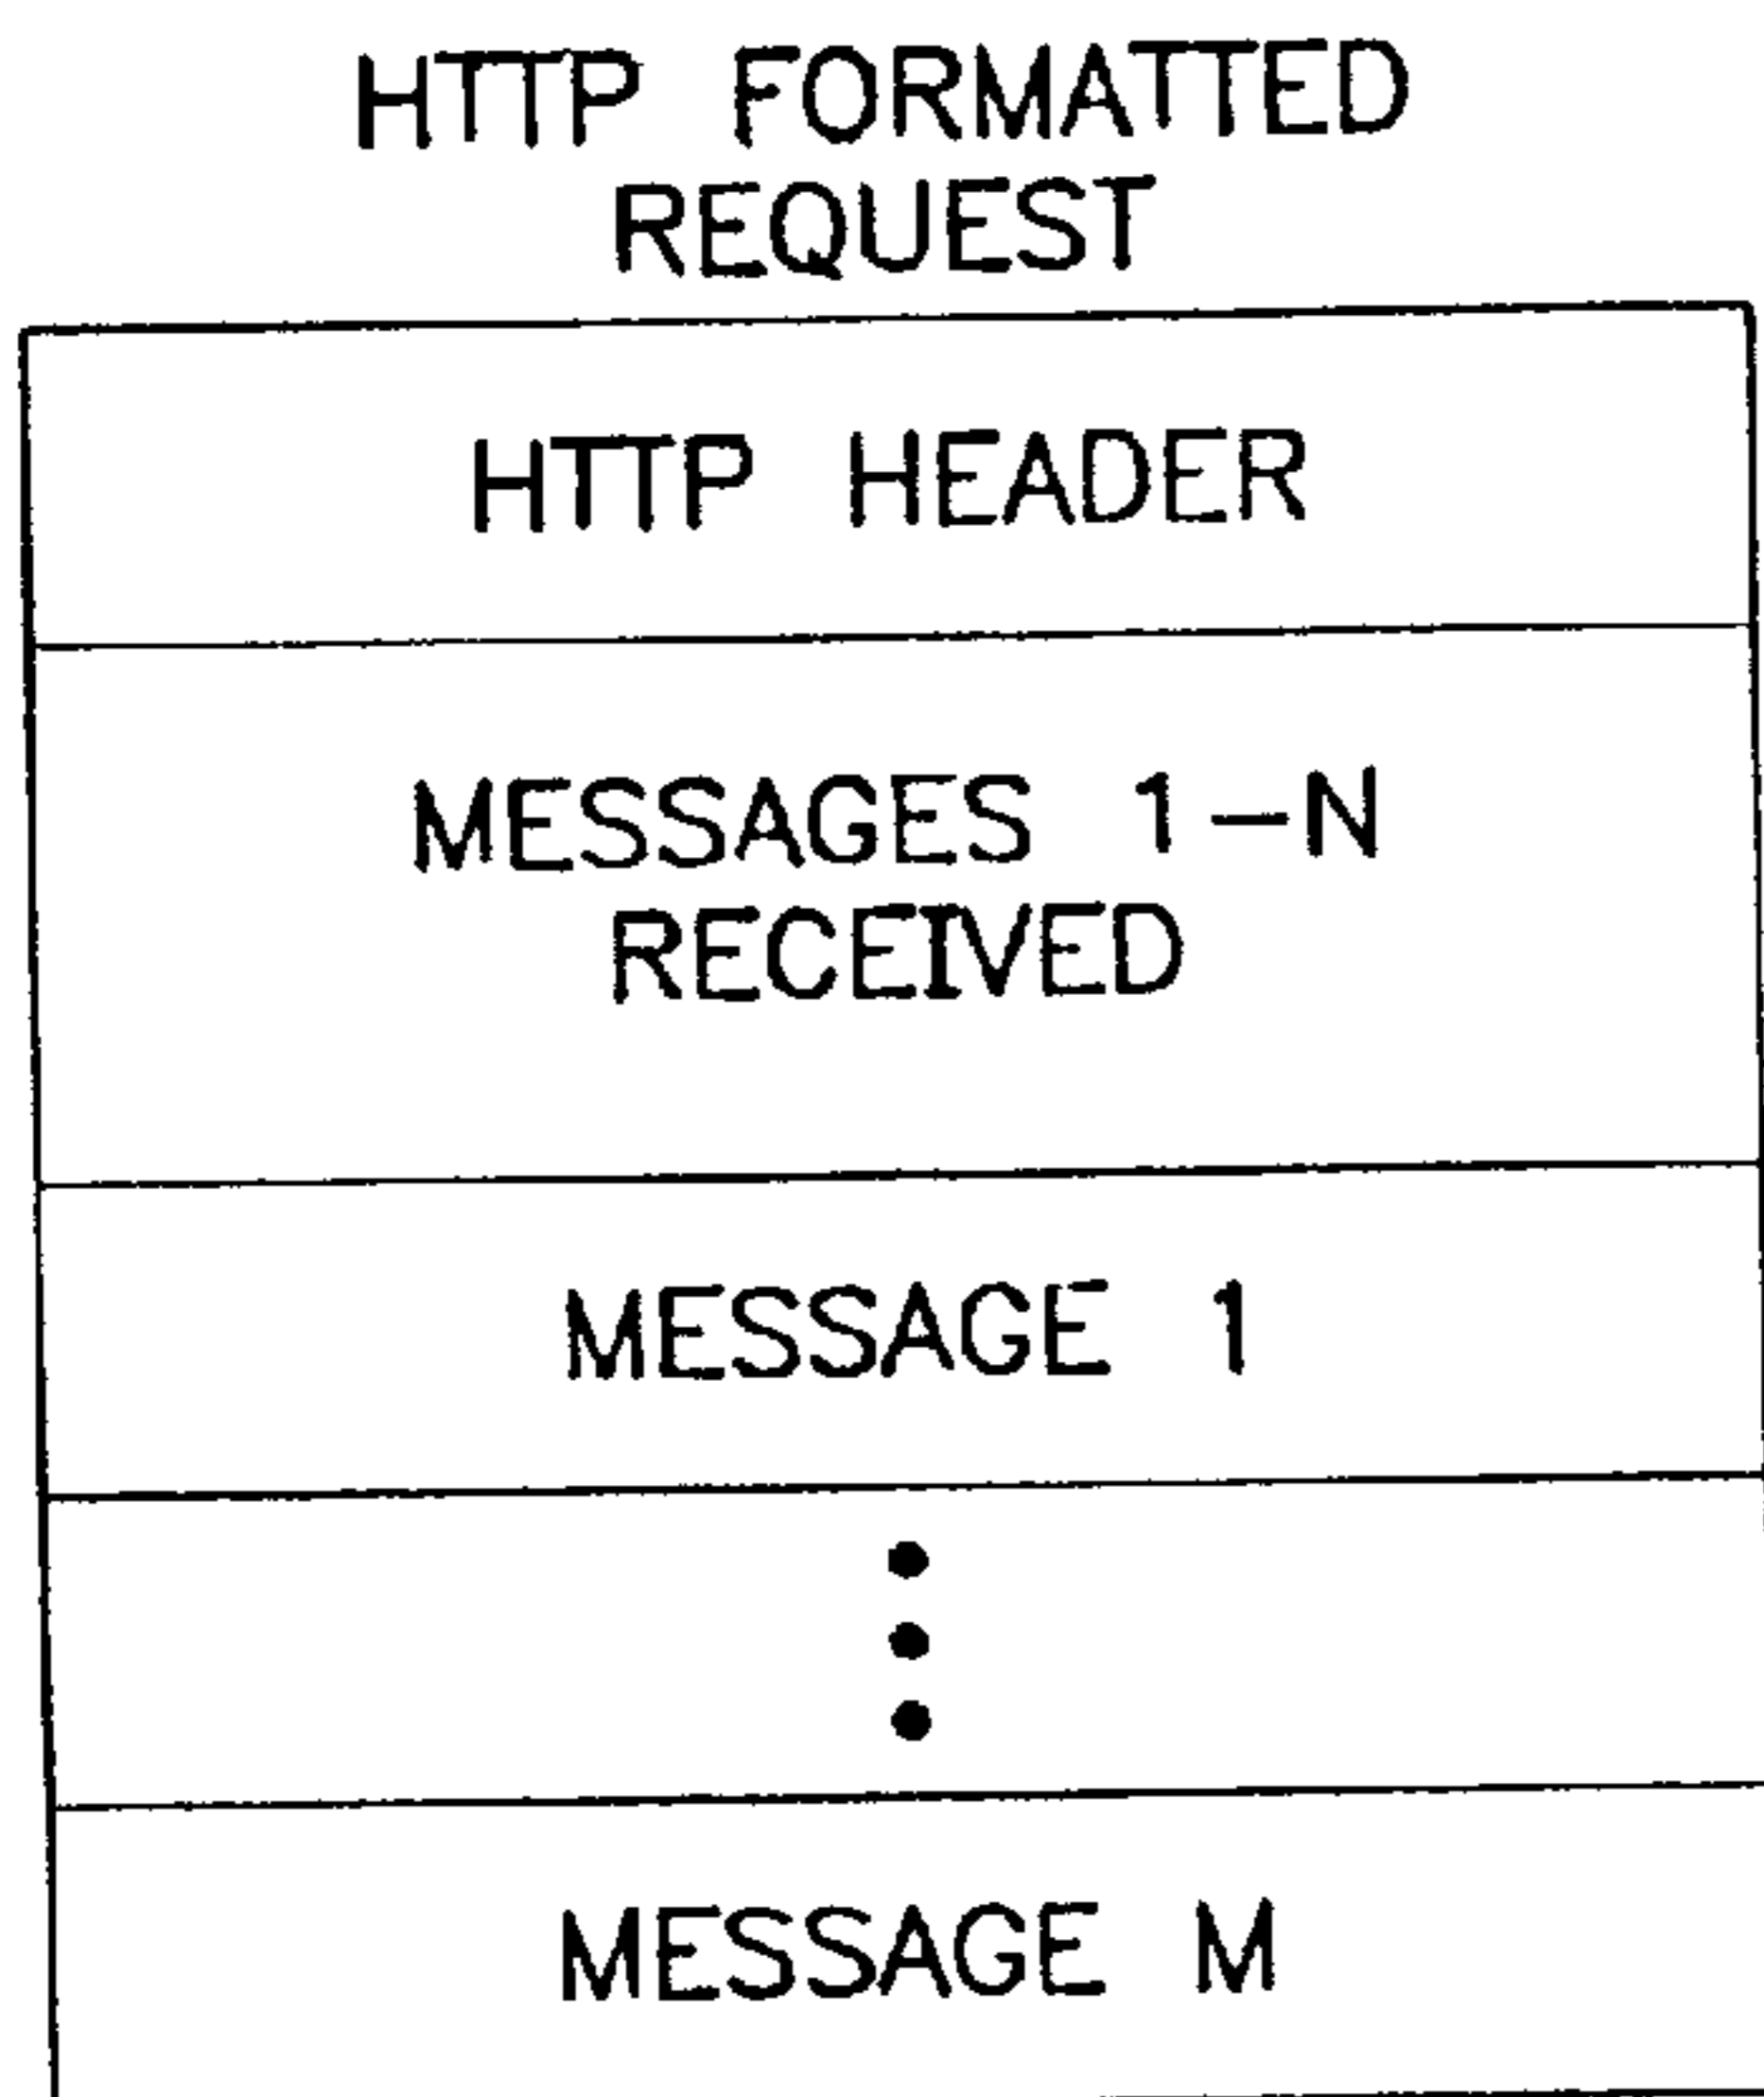 HTTP FORMATTED
REQUEST
HTTP HEADER
MESSAGES 1-N
RECEIVED
MESSAGE 1
MESSAGE M